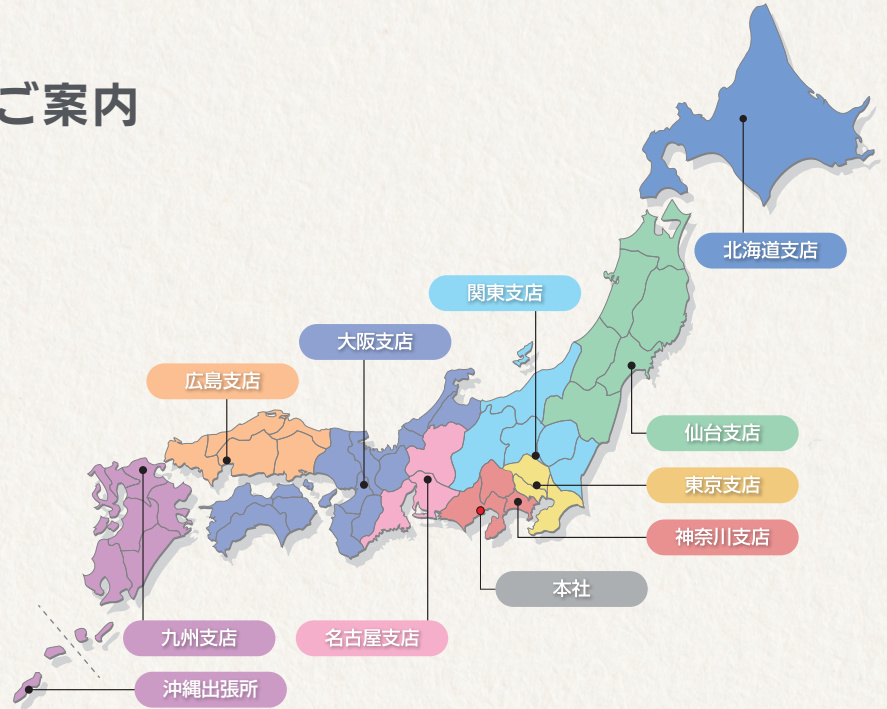 ご案内
北海道支店
関東支店
大阪支店
広島支店
仙台支店
東京支店
神奈川支店
本社
九州支店
名古屋支店
沖縄出張所